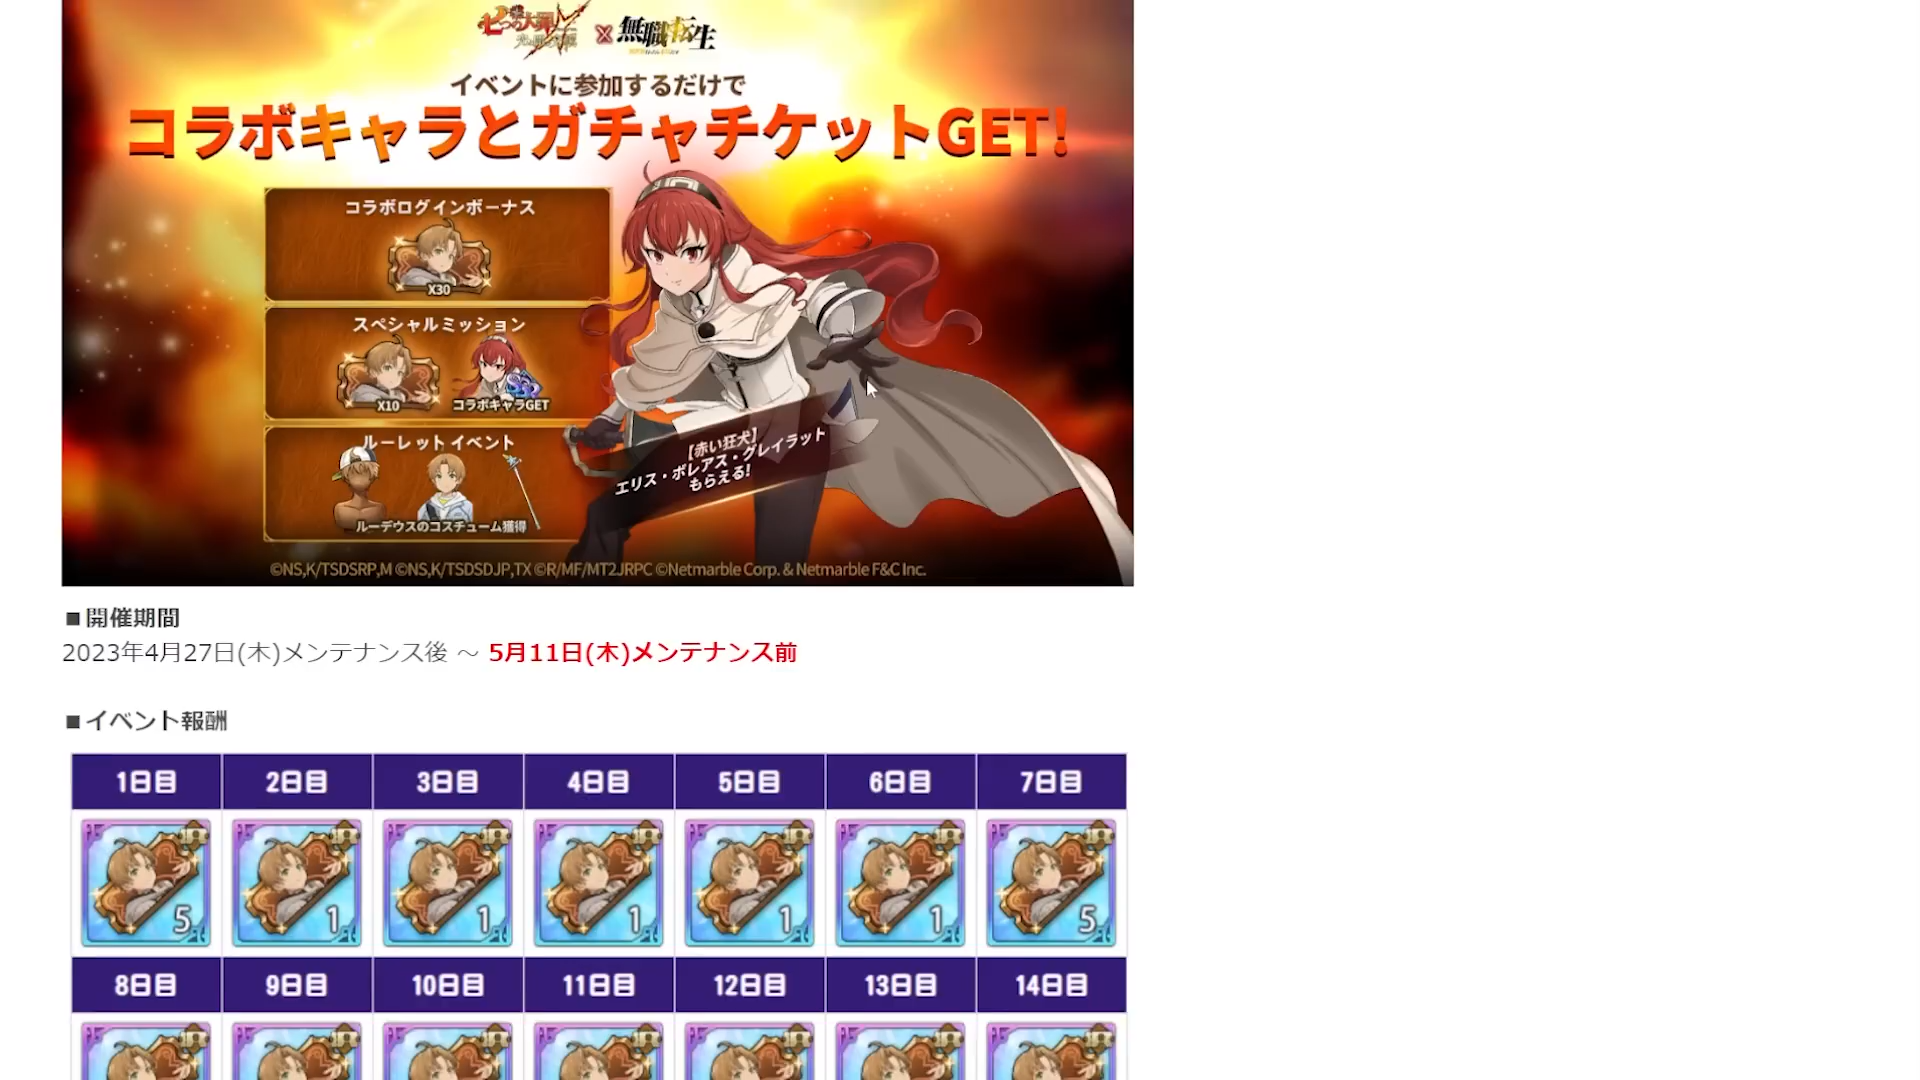 七つの大罪
X 無職転生
イベントに参加するだけで
コラボキャラとガチャチケットGET!
コラボログインボーナス
X30
スペシャルミッション
X10 コラボキャラGET
ルーレットイベント
ルーデウスのコスチューム獲得
【赤い狂犬】
エリス・ボレアス・グレイラット
もらえる!
©NS,K/TSDSRP,M ©NS,K/TSDSDJP,TX ©R/MF/MT2JRPC ©Netmarble Corp. & Netmarble F&C Inc.
■開催期間
2023年4月27日(木)メンテナンス後 ～ 5月11日(木)メンテナンス前
■イベント報酬
1日目 2日目 3日目 4日目 5日目 6日目 7日目
5 1 1 1 1 1 5
8日目 9日目 10日目 11日目 12日目 13日目 14日目